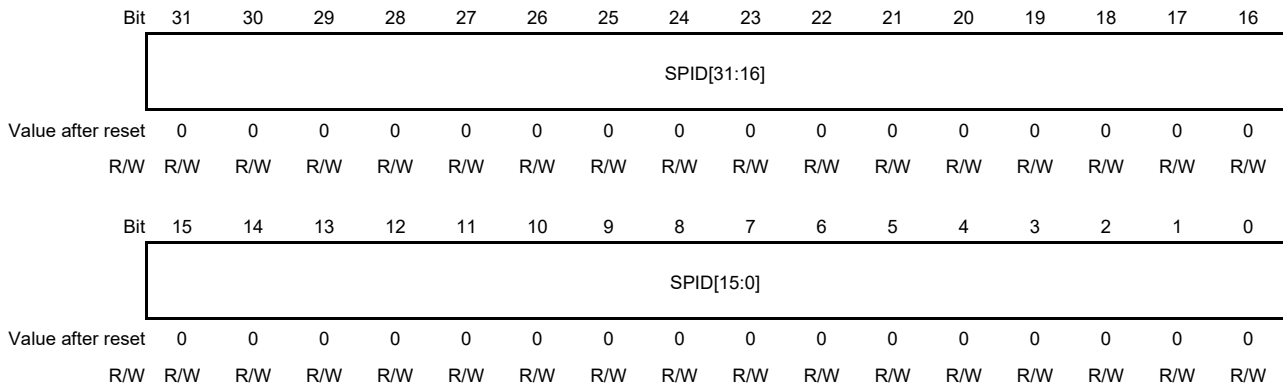 Bit 31 30 29 28 27 26 25 24 23 22 21 20 19 18 17 16
SPID[31:16]
Value after reset 0 0 0 0 0 0 0 0 0 0 0 0 0 0 0 0
R/W R/W R/W R/W R/W R/W R/W R/W R/W R/W R/W R/W R/W R/W R/W R/W R/W
Bit 15 14 13 12 11 10 9 8 7 6 5 4 3 2 1 0
SPID[15:0]
Value after reset 0 0 0 0 0 0 0 0 0 0 0 0 0 0 0 0
R/W R/W R/W R/W R/W R/W R/W R/W R/W R/W R/W R/W R/W R/W R/W R/W R/W